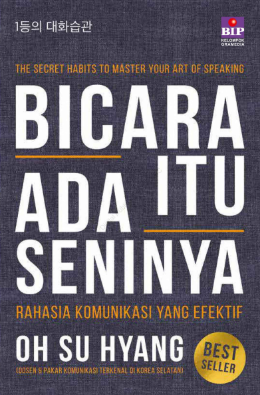 1등의 대화습관
BIP
KELOMPOK
GRAMEDIA
THE SECRET HABITS TO MASTER YOUR ART OF SPEAKING
BICARA
ITU
ADA
SENINYA
RAHASIA KOMUNIKASI YANG EFEKTIF
OH SU HYANG
BEST
SELLER
(DOSEN & PAKAR KOMUNIKASI TERKENAL DI KOREA SELATAN)